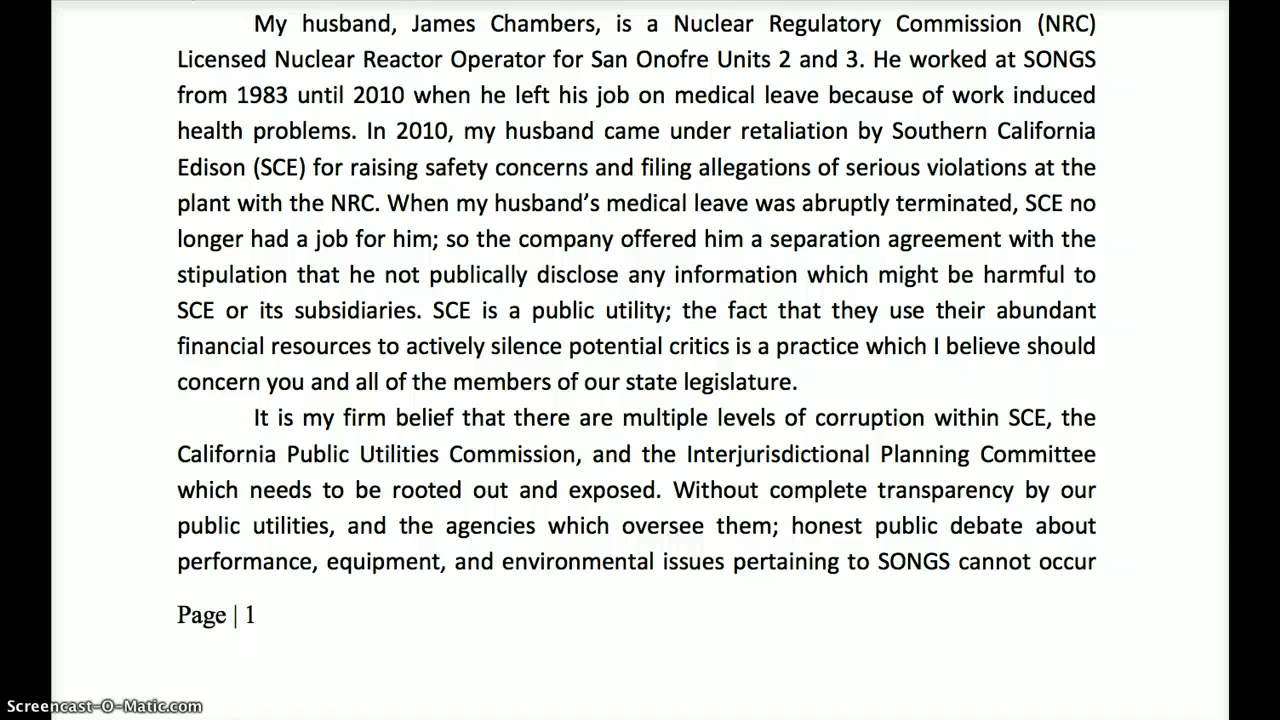 My husband, James Chambers, is a Nuclear Regulatory Commission (NRC)
Licensed Nuclear Reactor Operator for San Onofre Units 2 and 3. He worked at SONGS
from 1983 until 2010 when he left his job on medical leave because of work induced
health problems. In 2010, my husband came under retaliation by Southern California
Edison (SCE) for raising safety concerns and filing allegations of serious violations at the
plant with the NRC. When my husband’s medical leave was abruptly terminated, SCE no
longer had a job for him; so the company offered him a separation agreement with the
stipulation that he not publically disclose any information which might be harmful to
SCE or its subsidiaries. SCE is a public utility; the fact that they use their abundant
financial resources to actively silence potential critics is a practice which I believe should
concern you and all of the members of our state legislature.
It is my firm belief that there are multiple levels of corruption within SCE, the
California Public Utilities Commission, and the Interjurisdictional Planning Committee
which needs to be rooted out and exposed. Without complete transparency by our
public utilities, and the agencies which oversee them; honest public debate about
performance, equipment, and environmental issues pertaining to SONGS cannot occur
Page | 1
Screencast-O-Matic.com